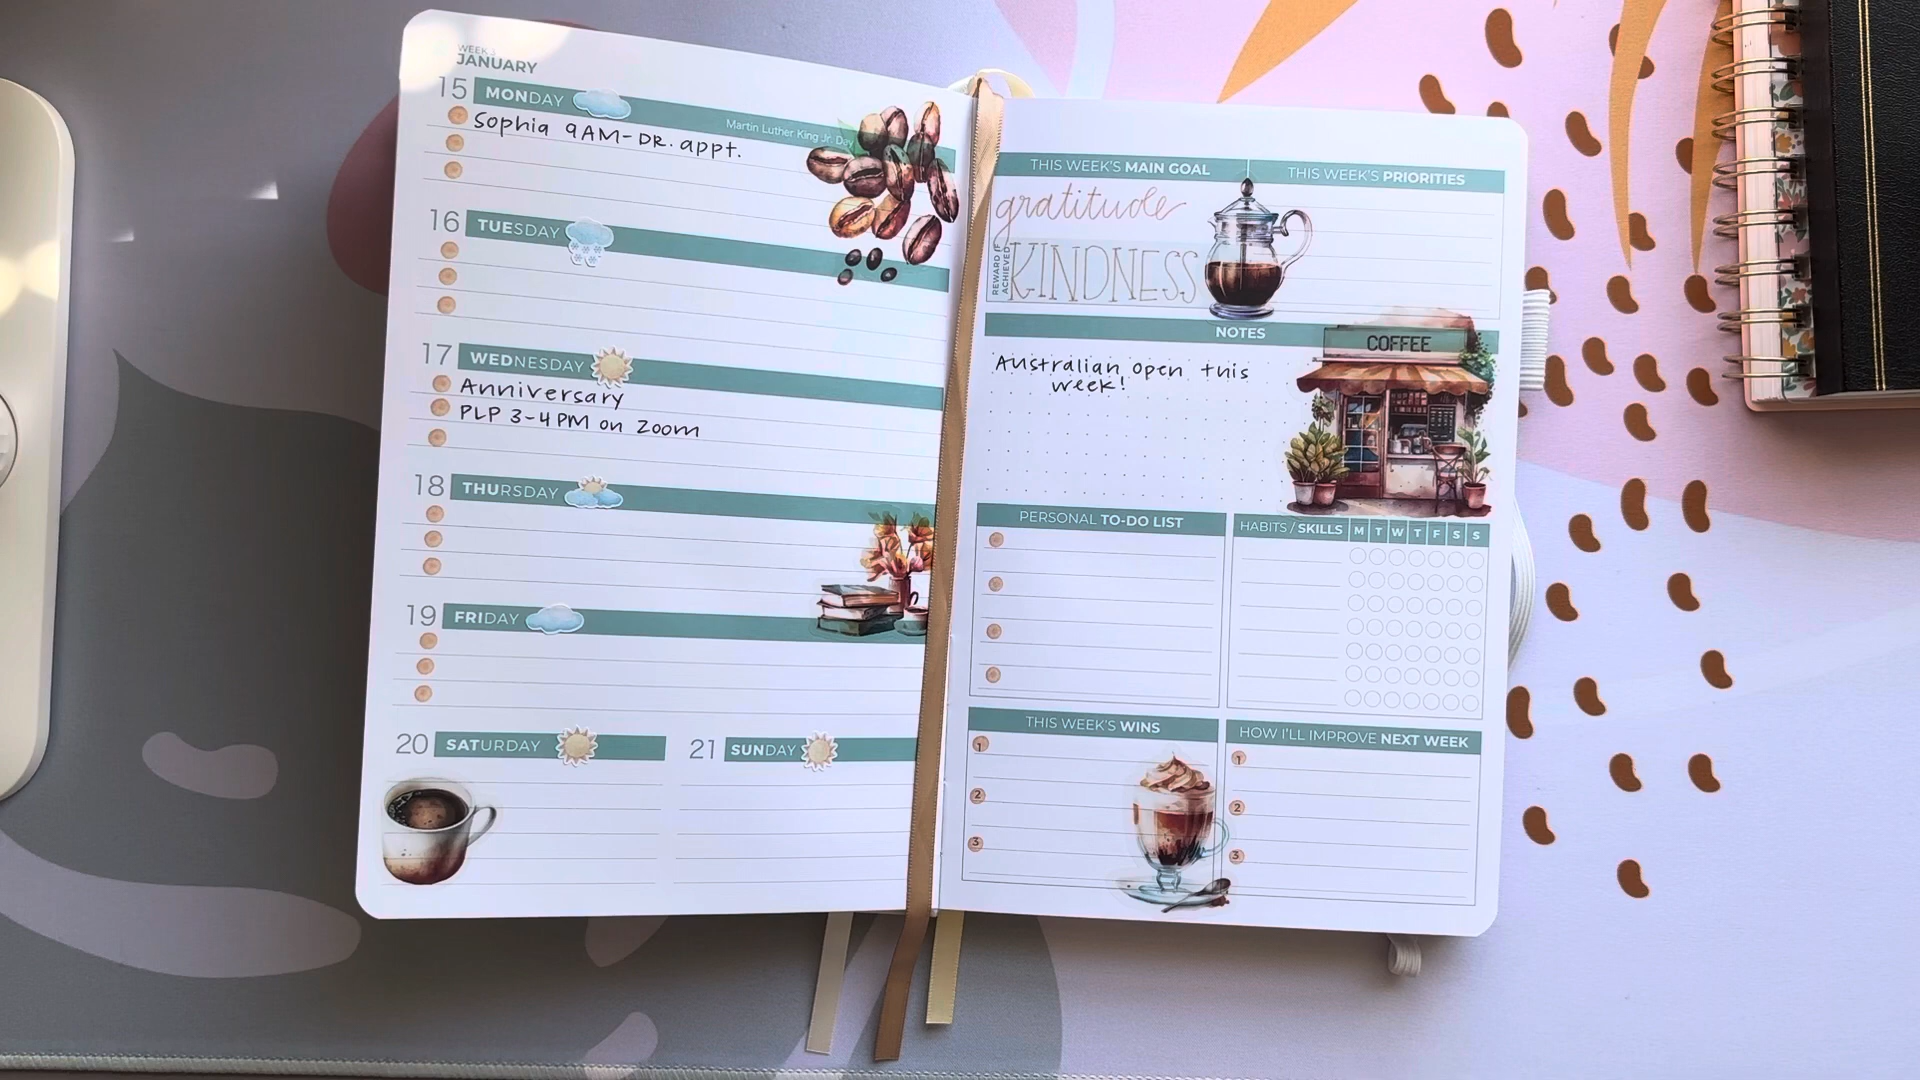 WEEK 3
JANUARY
15 MONDAY
Martin Luther King Jr. Day
Sophia 9AM-DR. appt.
16 TUESDAY
17 WEDNESDAY
Anniversary
PLP 3-4PM on Zoom
18 THURSDAY
19 FRIDAY
20 SATURDAY
21 SUNDAY
THIS WEEK'S MAIN GOAL
THIS WEEK'S PRIORITIES
gratitude
REWARD IF
ACHIEVED
KINDNESS
NOTES
COFFEE
Australian Open this
week!
PERSONAL TO-DO LIST
HABITS / SKILLS M T W T F S S
THIS WEEK'S WINS
1
2
3
HOW I'LL IMPROVE NEXT WEEK
1
2
3